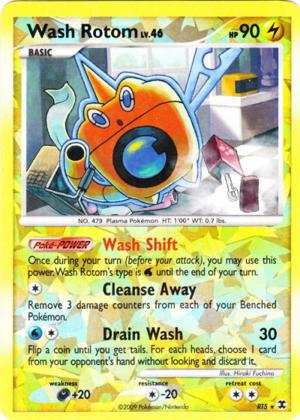 Wash Rotom LV.46 HP 90
BASIC
NO. 479 Plasma Pokémon HT: 1'00" WT: 0.7 lbs.
Poké-POWER Wash Shift
Once during your turn (before your attack), you may use this
power. Wash Rotom's type is until the end of your turn.
Cleanse Away
Remove 3 damage counters from each of your Benched
Pokémon.
Drain Wash 30
Flip a coin until you get tails. For each heads, choose 1 card
from your opponent's hand without looking and discard it.
Illus. Hiroki Fuchino
weakness resistance retreat cost
+20 -20
©2009 Pokémon/Nintendo RT5